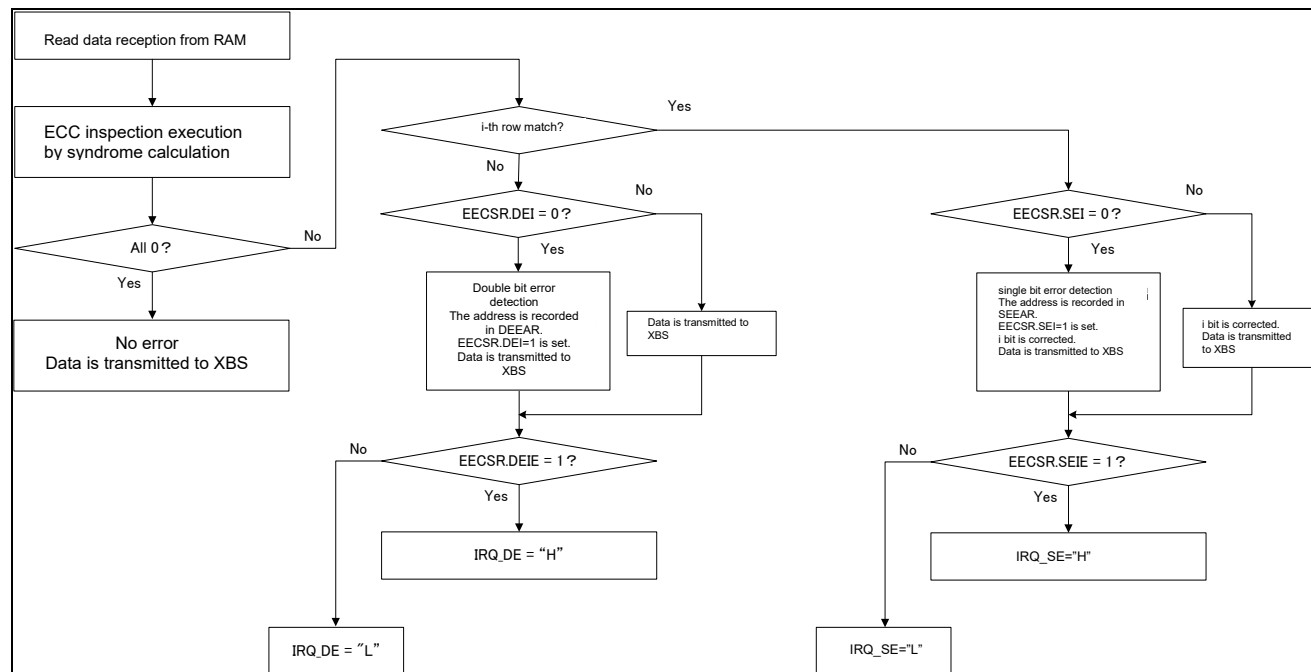 Read data reception from RAM
ECC inspection execution
by syndrome calculation
All 0?
No
Yes
No error
Data is transmitted to XBS
i-th row match?
Yes
No
EECSR.DEI = 0?
No
Yes
Double bit error
detection
The address is recorded
in DEEAR.
EECSR.DEI=1 is set.
Data is transmitted to
XBS
Data is transmitted to
XBS
EECSR.DEIE = 1?
No
Yes
IRQ_DE = “H”
IRQ_DE = “L”
EECSR.SEI = 0?
No
Yes
single bit error detection
The address is recorded in
SEEAR.
EECSR.SEI=1 is set.
i bit is corrected.
Data is transmitted to XBS
i bit is corrected.
Data is transmitted
to XBS
EECSR.SEIE = 1?
No
Yes
IRQ_SE=”H”
IRQ_SE=”L”